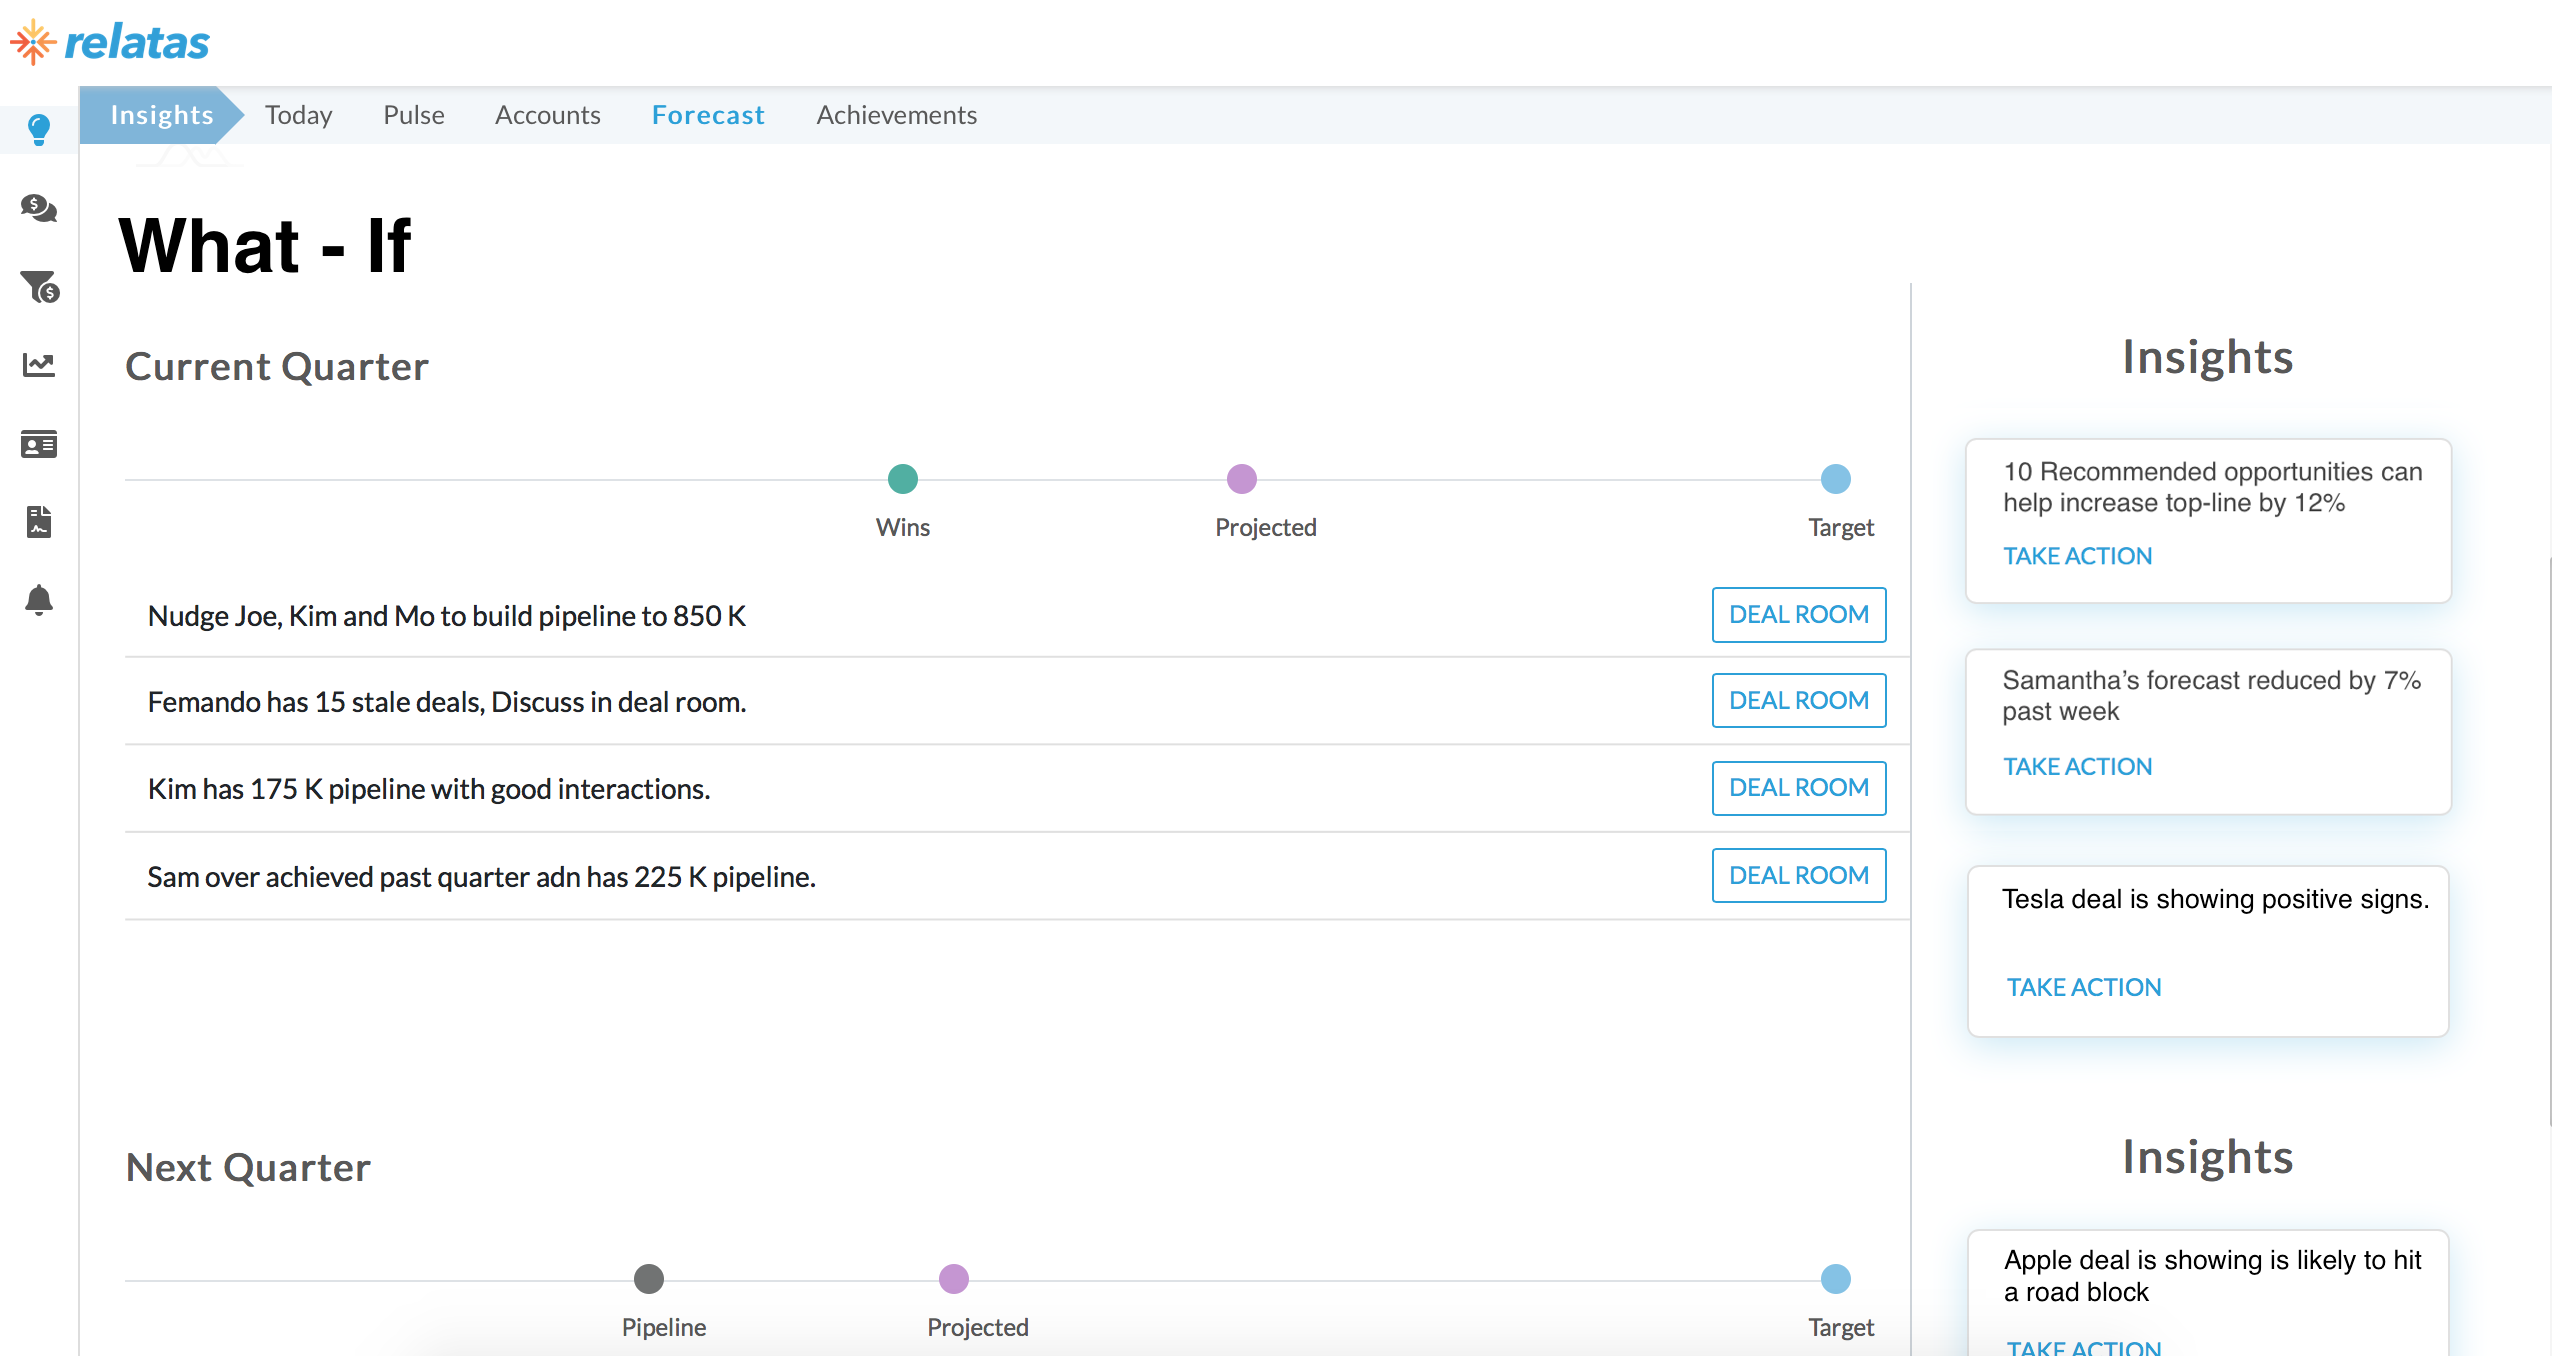 relatas
Insights Today Pulse Accounts Forecast Achievements
What - If
Current Quarter
Wins Projected Target
Nudge Joe, Kim and Mo to build pipeline to 850 K DEAL ROOM
Femando has 15 stale deals, Discuss in deal room. DEAL ROOM
Kim has 175 K pipeline with good interactions. DEAL ROOM
Sam over achieved past quarter adn has 225 K pipeline. DEAL ROOM
Insights
10 Recommended opportunities can
help increase top-line by 12%
TAKE ACTION
Samantha’s forecast reduced by 7%
past week
TAKE ACTION
Tesla deal is showing positive signs.
TAKE ACTION
Next Quarter
Pipeline Projected Target
Insights
Apple deal is showing is likely to hit
a road block
TAKE ACTION